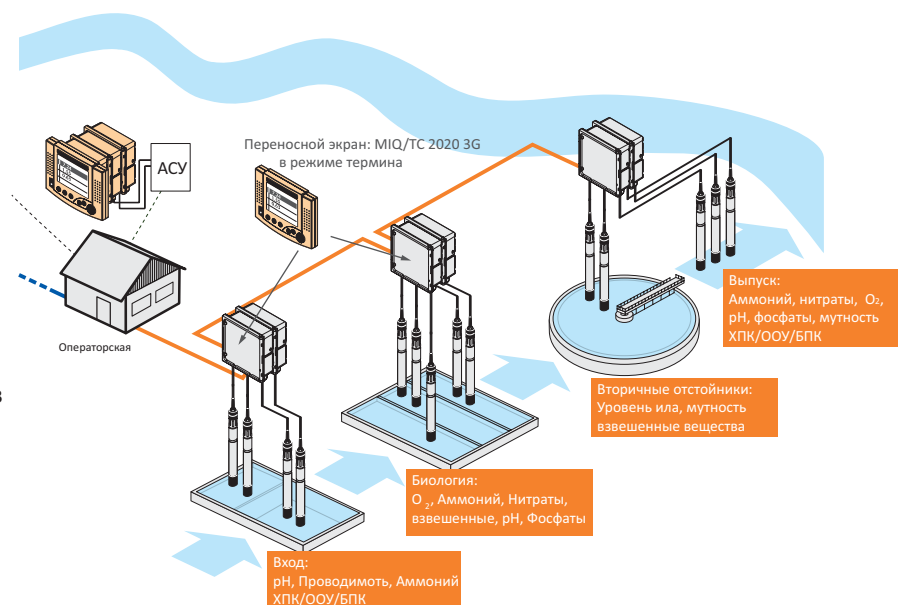 Переносной экран: MIQ/TC 2020 3G
в режиме термина
АСУ
Операторская
в
Выпуск:
Аммоний, нитраты, O₂,
pH, фосфаты, мутность
ХПК/ООУ/БПК
Вторичные отстойники:
Уровень ила, мутность
взвешенные вещества
Биология:
O ₂, Аммоний, Нитраты,
взвешенные, pH, Фосфаты
Вход:
pH, Проводимоть, Аммоний
ХПК/ООУ/БПК